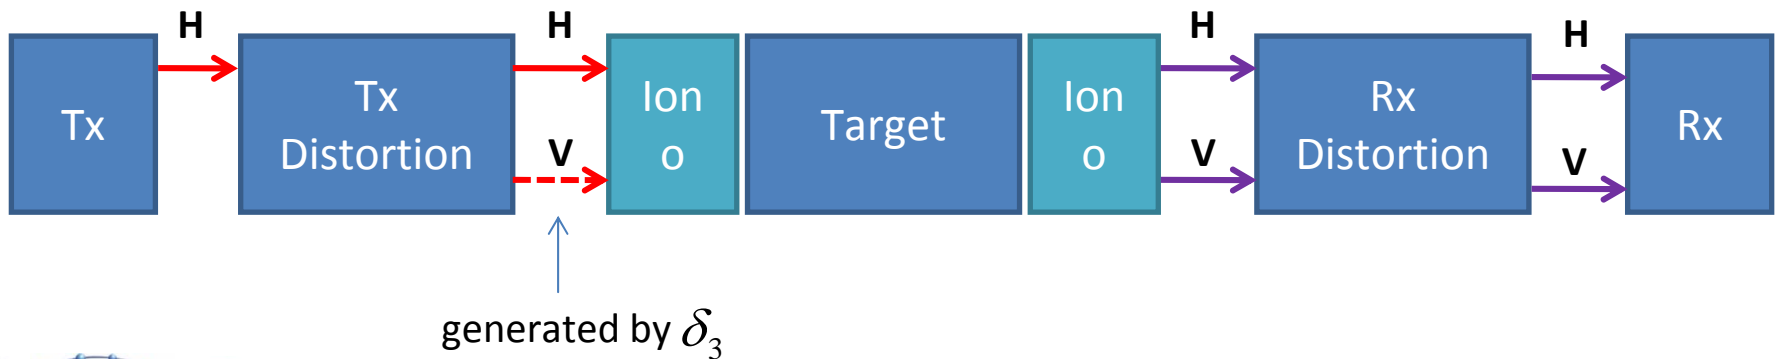 H
H
H
H
Tx
Tx
Distortion
V
Ion
o
Target
Ion
o
V
Rx
Distortion
V
Rx
generated by δ₃